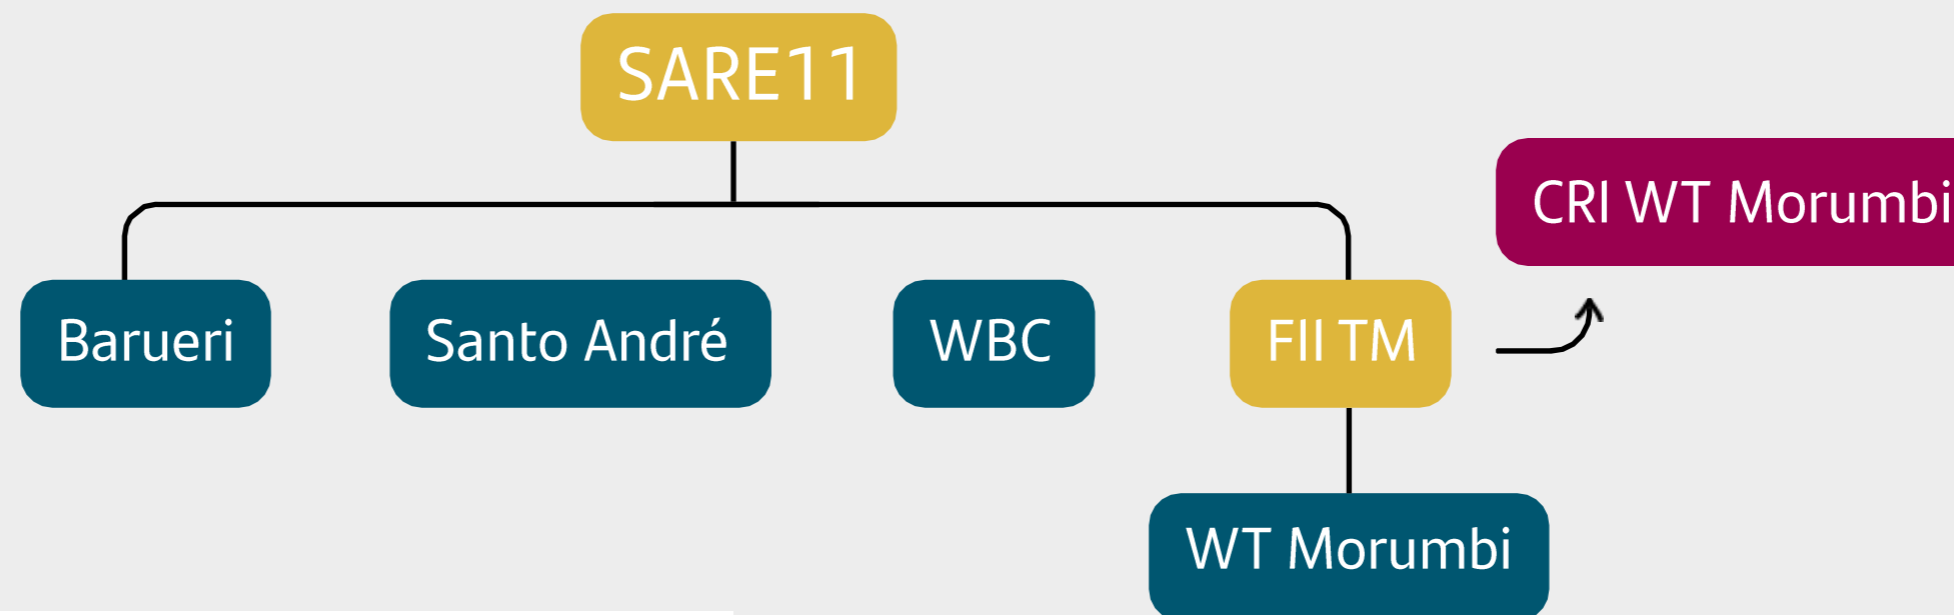 SARE11
CRI WT Morumbi
Barueri
Santo André
WBC
FII TM
WT Morumbi